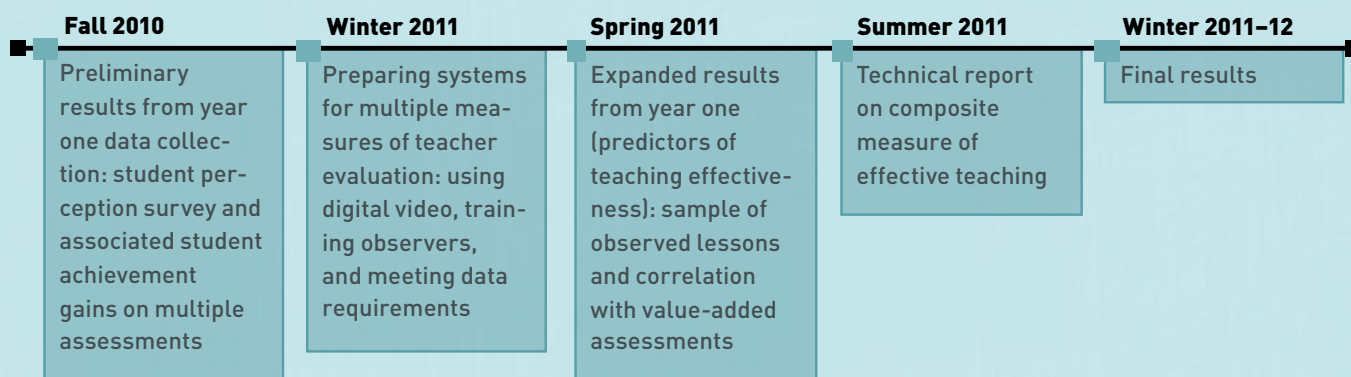 Fall 2010
Preliminary
results from year
one data collec-
tion: student per-
ception survey and
associated student
achievement
gains on multiple
assessments
Winter 2011
Preparing systems
for multiple mea-
sures of teacher
evaluation: using
digital video, train-
ing observers,
and meeting data
requirements
Spring 2011
Expanded results
from year one
(predictors of
teaching effective-
ness): sample of
observed lessons
and correlation
with value-added
assessments
Summer 2011
Technical report
on composite
measure of
effective teaching
Winter 2011–12
Final results